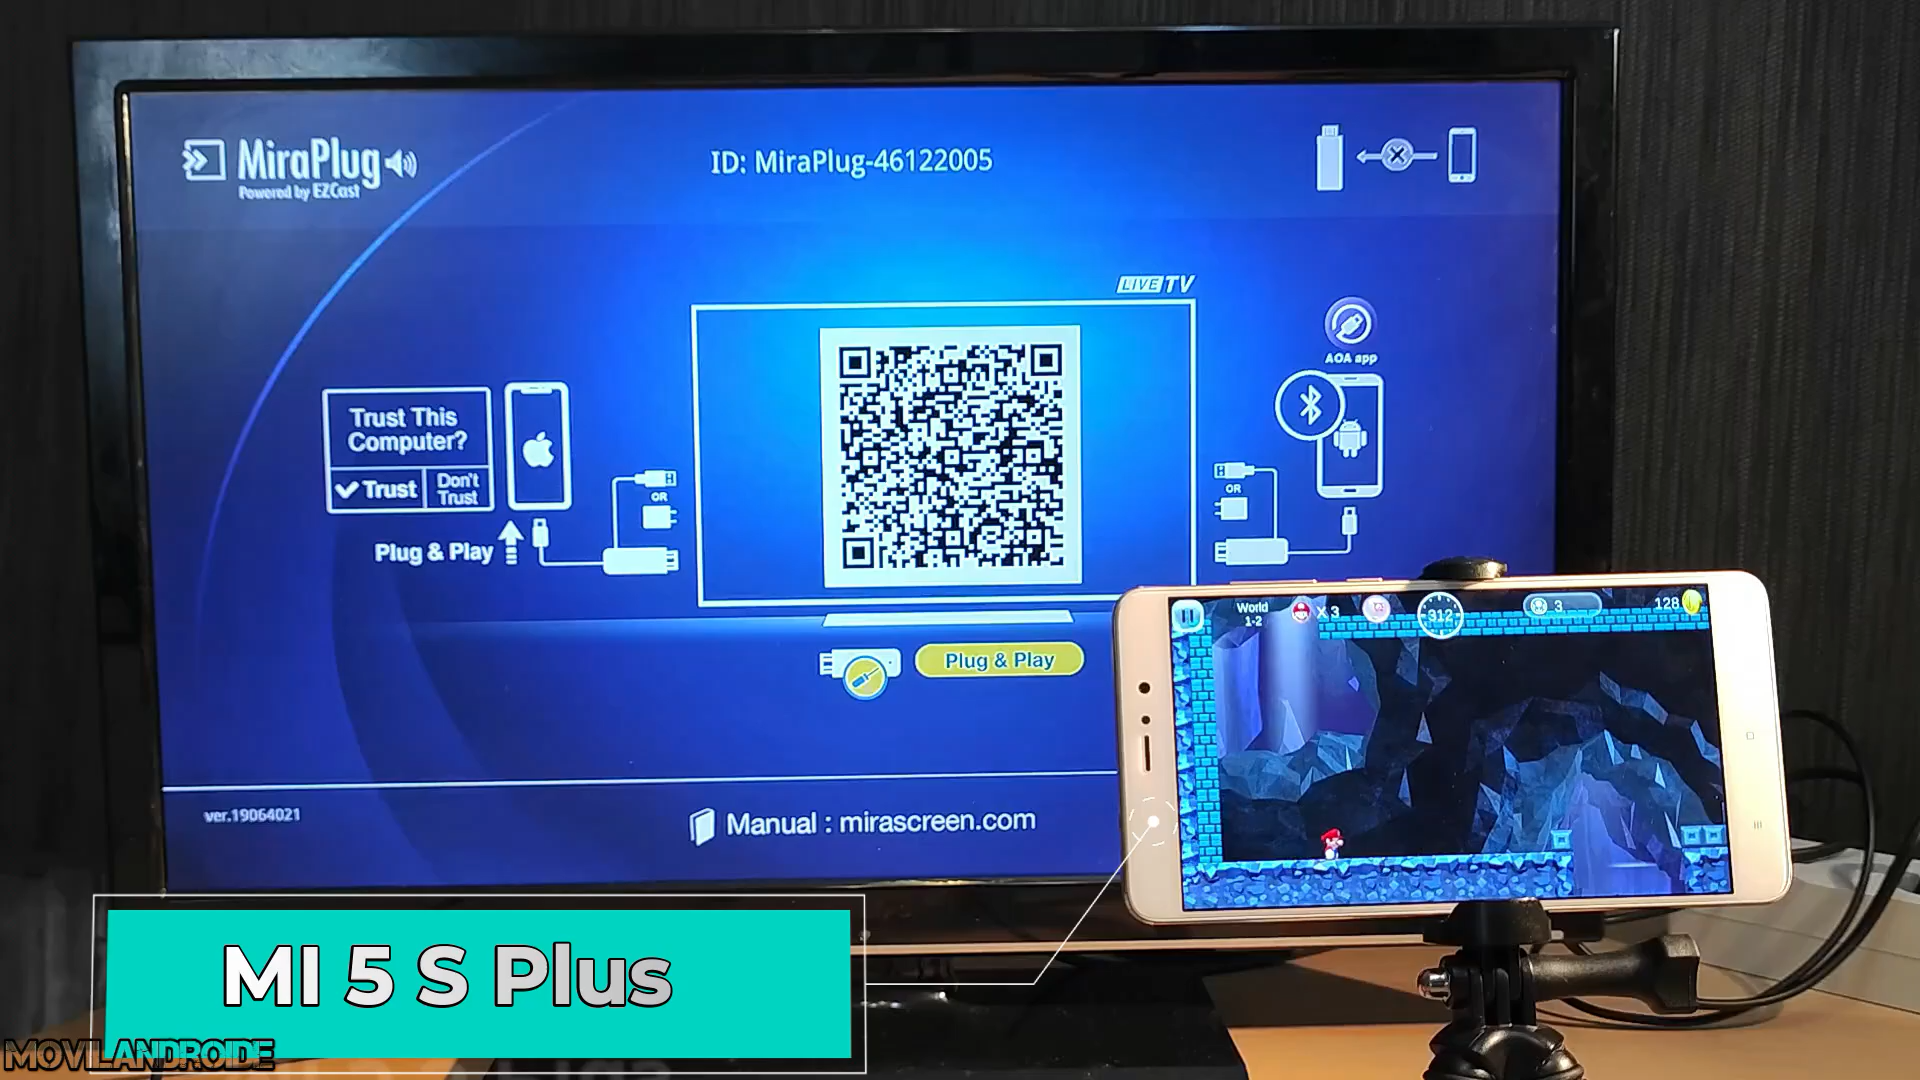 MiraPlug
Powered by EZCast
ID: MiraPlug-46122005
LIVE TV
AOA app
Trust This
Computer?
Trust
Don't
Trust
OR
OR
Plug & Play
Plug & Play
ver.19064021
Manual : mirascreen.com
World
1-2
X 3
312
3
128
MI 5 S Plus
MOVILANDROIDE